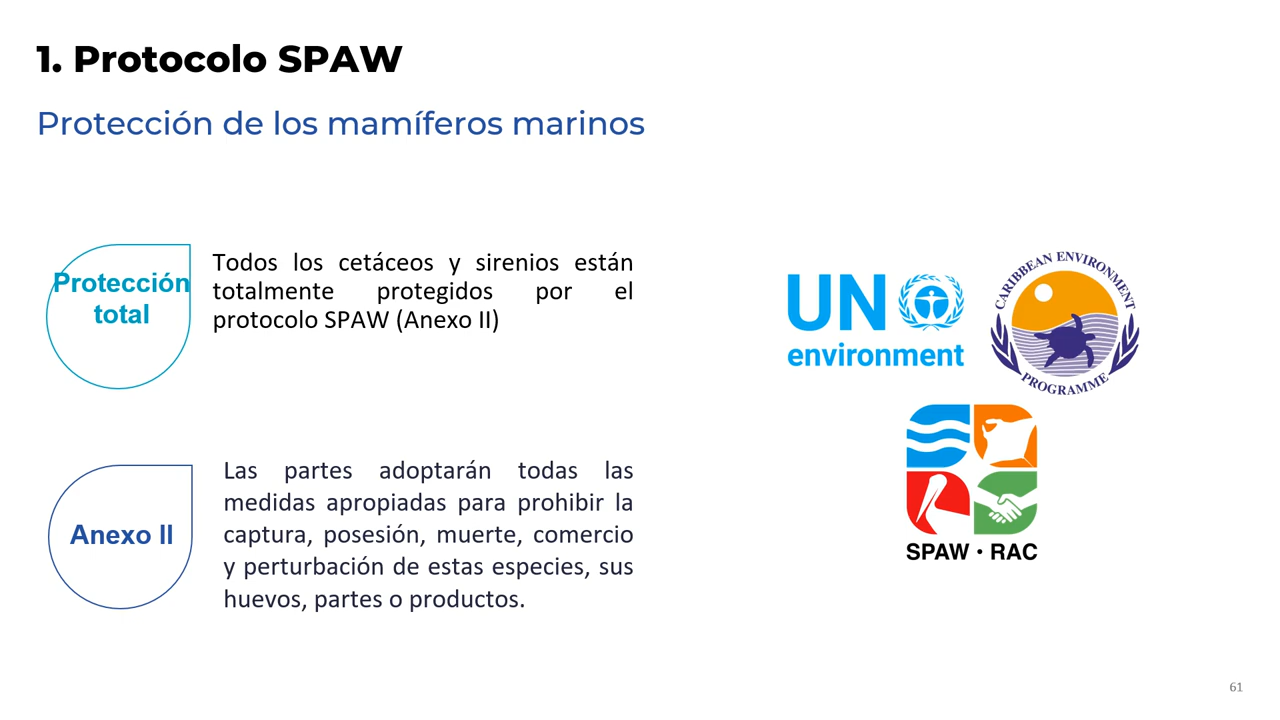 1. Protocolo SPAW
Protección de los mamíferos marinos
Protección
total
Todos los cetáceos y sirenios están
totalmente protegidos por el
protocolo SPAW (Anexo II)
Anexo II
Las partes adoptarán todas las
medidas apropiadas para prohibir la
captura, posesión, muerte, comercio
y perturbación de estas especies, sus
huevos, partes o productos.
UN
environment
CARIBBEAN ENVIRONMENT
PROGRAMME
SPAW • RAC
61